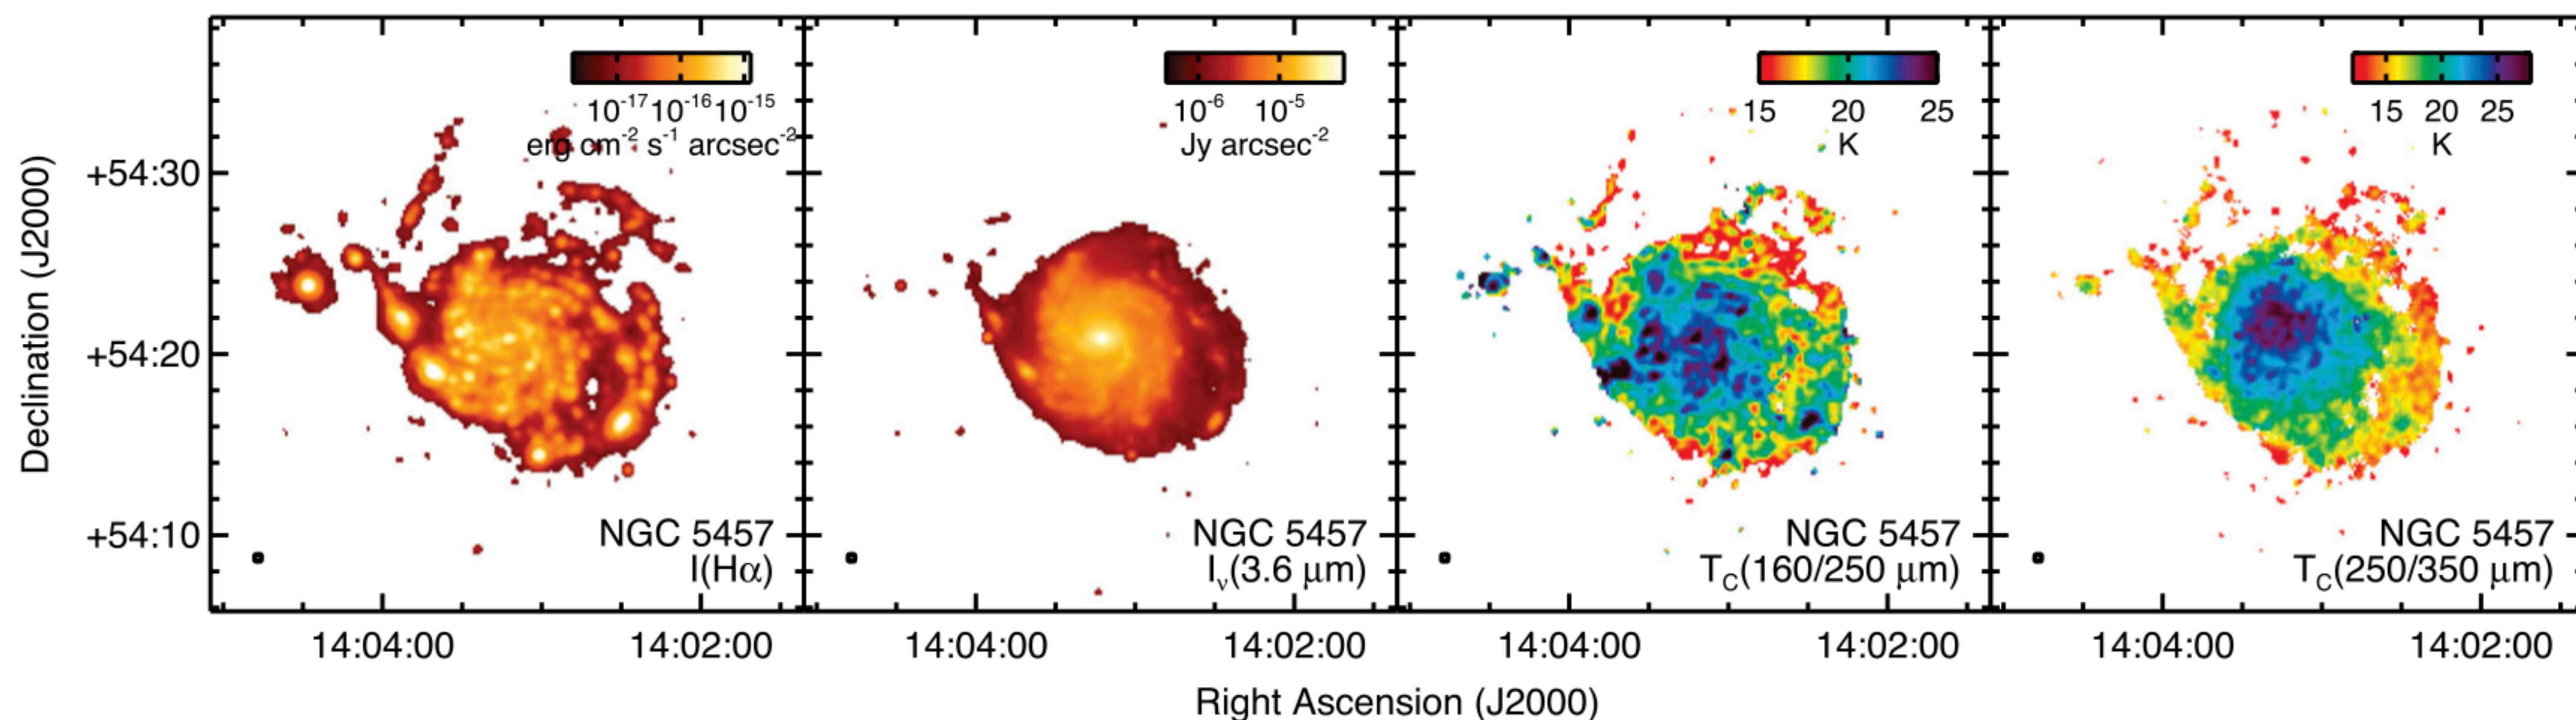 10⁻¹⁷ 10⁻¹⁶ 10⁻¹⁵
erg cm⁻² s⁻¹ arcsec⁻²
NGC 5457
I(Hα)
10⁻⁶ 10⁻⁵
Jy arcsec⁻²
NGC 5457
Iᵥ(3.6 μm)
15 20 25
K
NGC 5457
T_C(160/250 μm)
15 20 25
K
NGC 5457
T_C(250/350 μm)
Declination (J2000)
+54:30
+54:20
+54:10
14:04:00 14:02:00 14:04:00 14:02:00 14:04:00 14:02:00 14:04:00 14:02:00
Right Ascension (J2000)